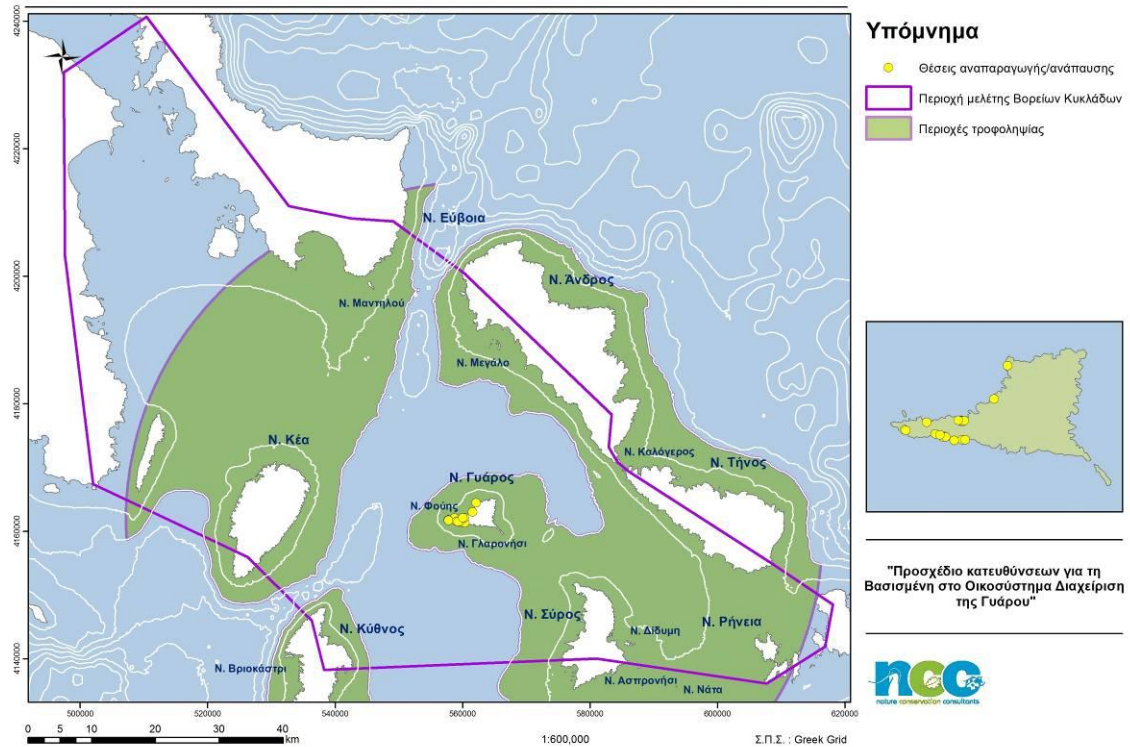 4240000
4220000
4200000
4180000
4160000
4140000
Ν. Εύβοια
Ν. Άνδρος
Ν. Μαντηλού
Ν. Μεγάλο
Ν. Κέα
Ν. Καλόγερος
Ν. Τήνος
Ν. Γυάρος
Ν. Φούης
Ν. Γλαρονήσι
Ν. Σύρος
Ν. Δίδυμη
Ν. Ρήνεια
Ν. Κύθνος
Ν. Βριοκάστρι
Ν. Ασπρονήσι
Ν. Νάτα
500000 520000 540000 560000 580000 600000 620000
0 5 10 20 30 40
km
1:600,000
Σ.Π.Σ. : Greek Grid
Υπόμνημα
Θέσεις αναπαραγωγής/ανάπαυσης
Περιοχή μελέτης Βορείων Κυκλάδων
Περιοχές τροφοληψίας
"Προσχέδιο κατευθύνσεων για τη
Βασισμένη στο Οικοσύστημα Διαχείριση
της Γυάρου"
ncc
nature conservation consultants